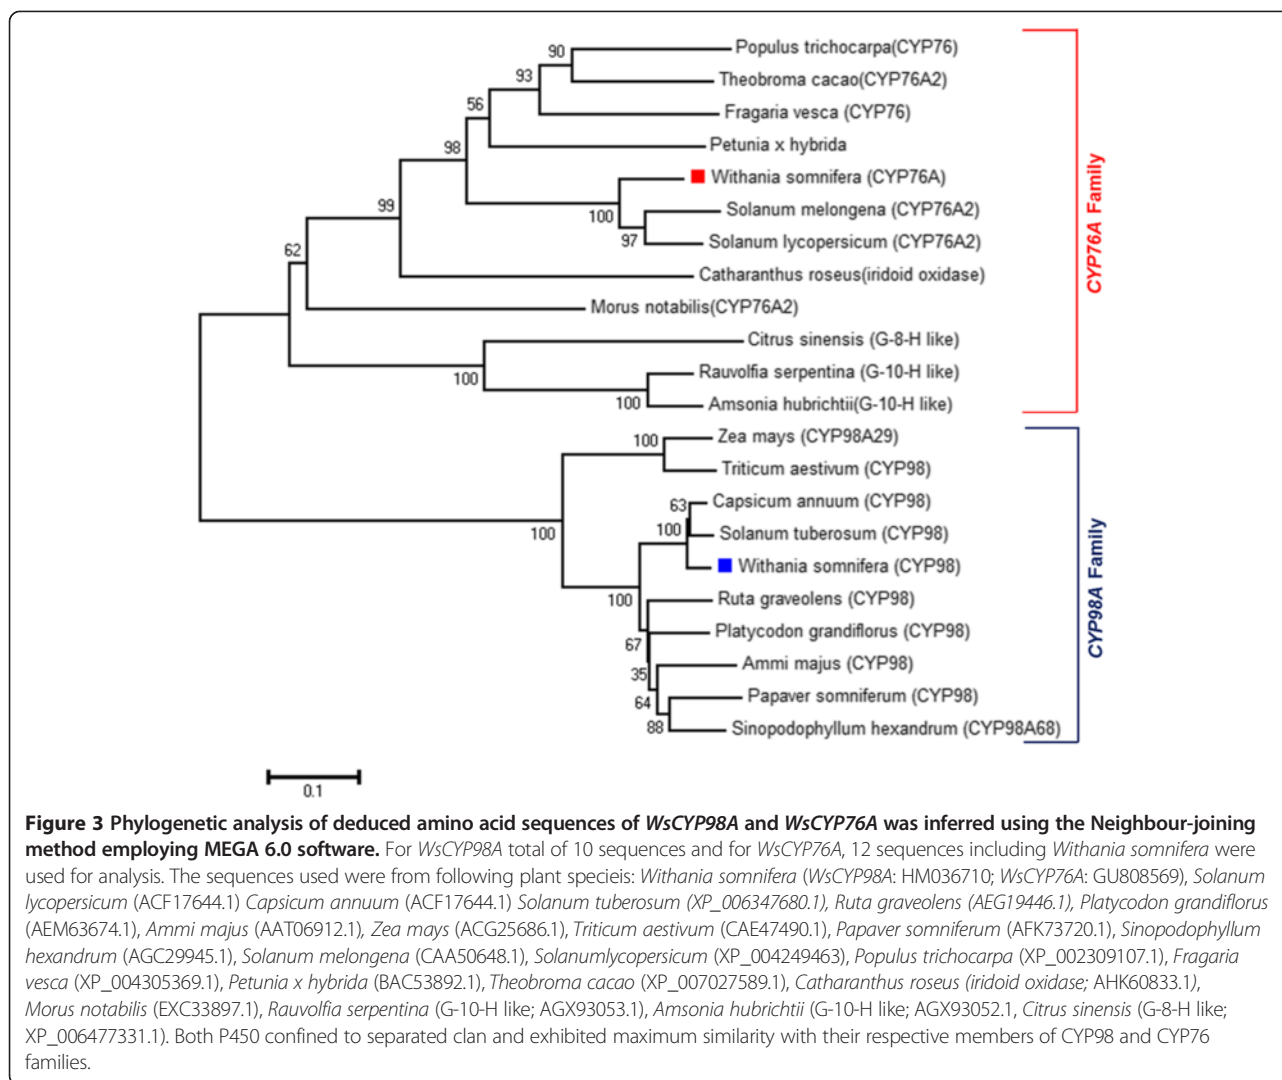 90
Populus trichocarpa(CYP76)
93
Theobroma cacao(CYP76A2)
56
Fragaria vesca (CYP76)
98
Petunia x hybrida
Withania somnifera (CYP76A)
99
100
Solanum melongena (CYP76A2)
97
Solanum lycopersicum (CYP76A2)
62
Catharanthus roseus(iridoid oxidase)
Morus notabilis(CYP76A2)
Citrus sinensis (G-8-H like)
100
Rauvolfia serpentina (G-10-H like)
100
Amsonia hubrichtii(G-10-H like)
CYP76A Family
100
Zea mays (CYP98A29)
Triticum aestivum (CYP98)
63
Capsicum annuum (CYP98)
100
100
Solanum tuberosum (CYP98)
Withania somnifera (CYP98)
100
Ruta graveolens (CYP98)
67
Platycodon grandiflorus (CYP98)
35
Ammi majus (CYP98)
64
Papaver somniferum (CYP98)
88
Sinopodophyllum hexandrum (CYP98A68)
CYP98A Family
0.1
Figure 3 Phylogenetic analysis of deduced amino acid sequences of WsCYP98A and WsCYP76A was inferred using the Neighbour-joining
method employing MEGA 6.0 software. For WsCYP98A total of 10 sequences and for WsCYP76A, 12 sequences including Withania somnifera were
used for analysis. The sequences used were from following plant specieis: Withania somnifera (WsCYP98A: HM036710; WsCYP76A: GU808569), Solanum
lycopersicum (ACF17644.1) Capsicum annuum (ACF17644.1) Solanum tuberosum (XP_006347680.1), Ruta graveolens (AEG19446.1), Platycodon grandiflorus
(AEM63674.1), Ammi majus (AAT06912.1), Zea mays (ACG25686.1), Triticum aestivum (CAE47490.1), Papaver somniferum (AFK73720.1), Sinopodophyllum
hexandrum (AGC29945.1), Solanum melongena (CAA50648.1), Solanumlycopersicum (XP_004249463), Populus trichocarpa (XP_002309107.1), Fragaria
vesca (XP_004305369.1), Petunia x hybrida (BAC53892.1), Theobroma cacao (XP_007027589.1), Catharanthus roseus (iridoid oxidase; AHK60833.1),
Morus notabilis (EXC33897.1), Rauvolfia serpentina (G-10-H like; AGX93053.1), Amsonia hubrichtii (G-10-H like; AGX93052.1, Citrus sinensis (G-8-H like;
XP_006477331.1). Both P450 confined to separated clan and exhibited maximum similarity with their respective members of CYP98 and CYP76
families.